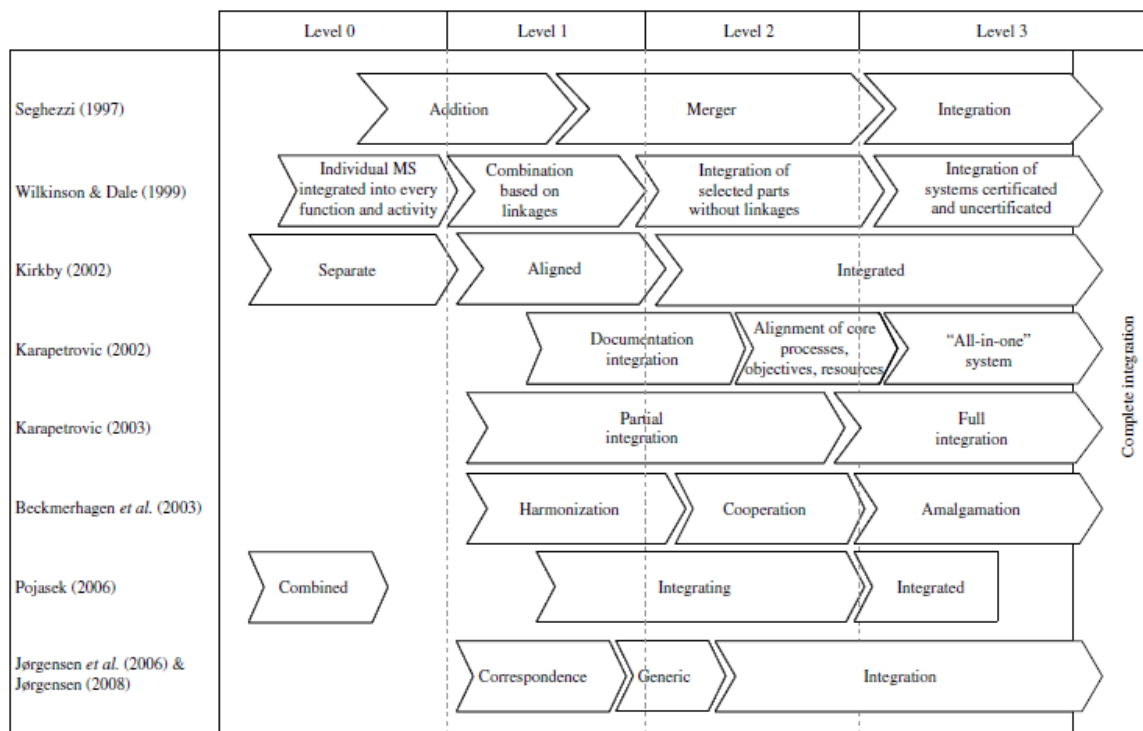 Level 0
Level 1
Level 2
Level 3
Seghezzi (1997)
Addition
Merger
Integration
Wilkinson & Dale (1999)
Individual MS
integrated into every
function and activity
Combination
based on
linkages
Integration of
selected parts
without linkages
Integration of
systems certificated
and uncertificated
Kirkby (2002)
Separate
Aligned
Integrated
Karapetrovic (2002)
Documentation
integration
Alignment of core
processes,
objectives, resources
“All-in-one”
system
Karapetrovic (2003)
Partial
integration
Full
integration
Beckmerhagen et al. (2003)
Harmonization
Cooperation
Amalgamation
Pojasek (2006)
Combined
Integrating
Integrated
Jørgensen et al. (2006) &
Jørgensen (2008)
Correspondence
Generic
Integration
Complete integration